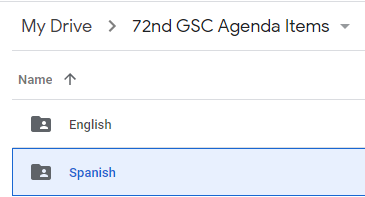 My Drive > 72nd GSC Agenda Items
Name
English
Spanish